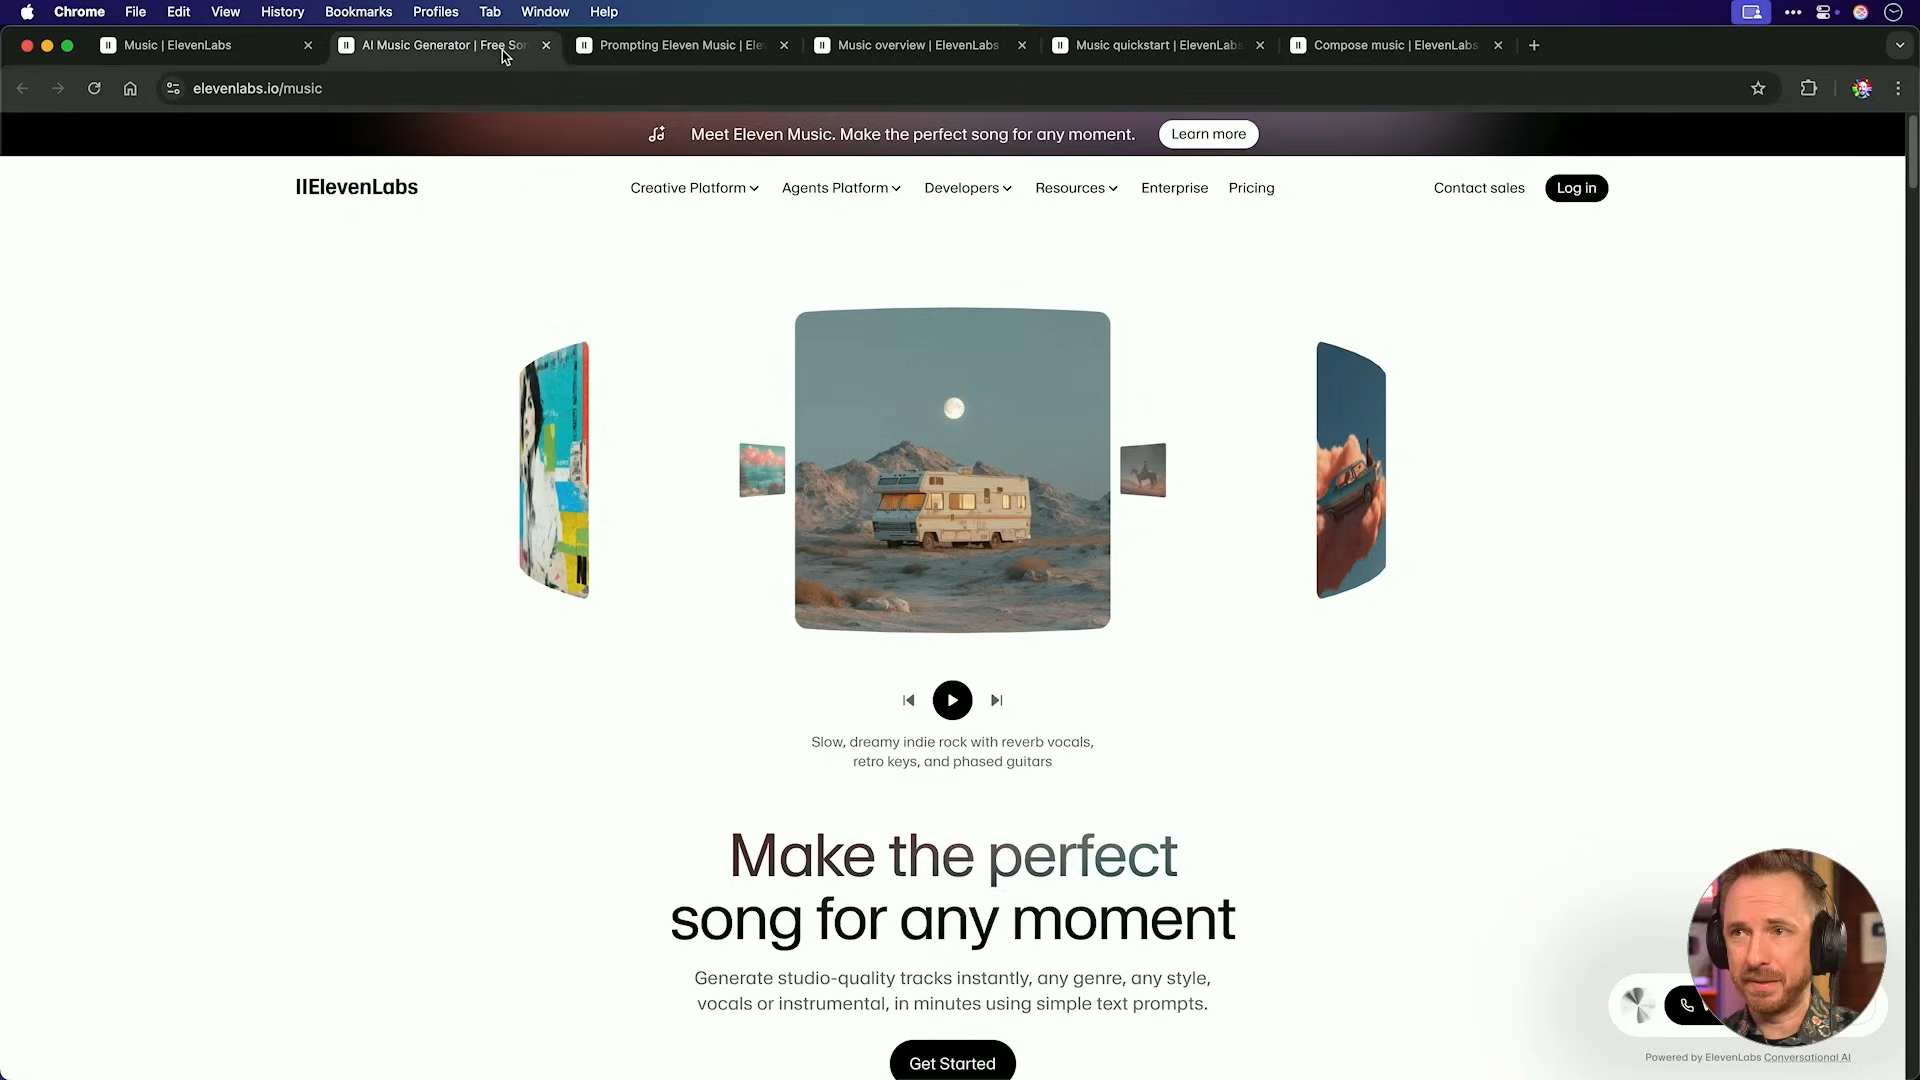 Chrome File Edit View History Bookmarks Profiles Tab Window Help
Music | ElevenLabs
AI Music Generator | Free Son
Prompting Eleven Music | Ele
Music overview | ElevenLabs
Music quickstart | ElevenLabs
Compose music | ElevenLabs
elevenlabs.io/music
Meet Eleven Music. Make the perfect song for any moment. Learn more
IIElevenLabs Creative Platform Agents Platform Developers Resources Enterprise Pricing Contact sales Log in
Slow, dreamy indie rock with reverb vocals,
retro keys, and phased guitars
Make the perfect
song for any moment
Generate studio-quality tracks instantly, any genre, any style,
vocals or instrumental, in minutes using simple text prompts.
Get Started
Powered by ElevenLabs Conversational AI